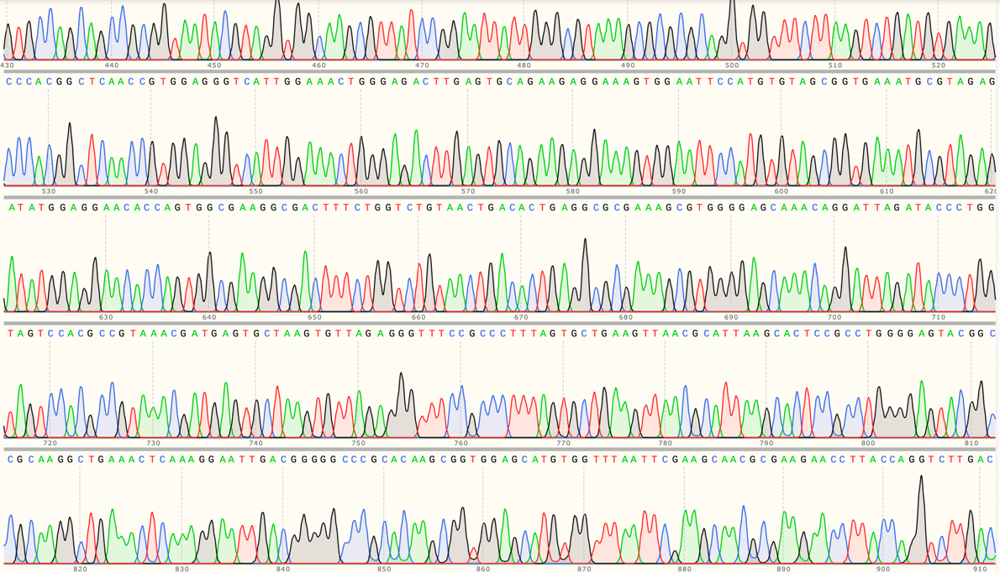 430 440 450 460 470 480 490 500 510 520
CCCACGGCTCAACCGTGGAGGGTCATTGGAAACTGGGAGACTTGAGTGCAGAAGAGGAAAGTGGAATTCCATGTGTAGCGGTGAAATGCGTAGAG
530 540 550 560 570 580 590 600 610 620
ATATGGAGGAACACCAGTGGCGAAGGCGACTTTCTGGTCTGTAACTGACACTGAGGCGCGAAAGCGTGGGGAGCAAACAGGATTAGATACCCTGG
630 640 650 660 670 680 690 700 710
TAGTCCACGCCGTAAACGATGAGTGCTAAGTGTTAGAGGGTTTCCGCCCTTTAGTGCTGAAGTTAACGCATTAAGCACTCCGCCTGGGGAGTACGGC
720 730 740 750 760 770 780 790 800 810
CGCAAGGCTGAAACTCAAAGGAATTGACGGGGGCCCGCACAAGCGGTGGAGCATGTGGTTTAATTCGAAGCAACGCGAAGAACCTTACCAGGTCTTGAC
820 830 840 850 860 870 880 890 900 910